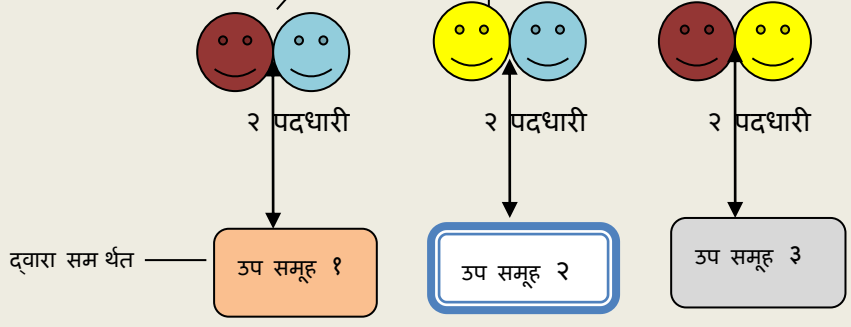 २ पदधारी
२ पदधारी
२ पदधारी
द्वारा सम र्थत
उप समूह १
उप समूह २
उप समूह ३